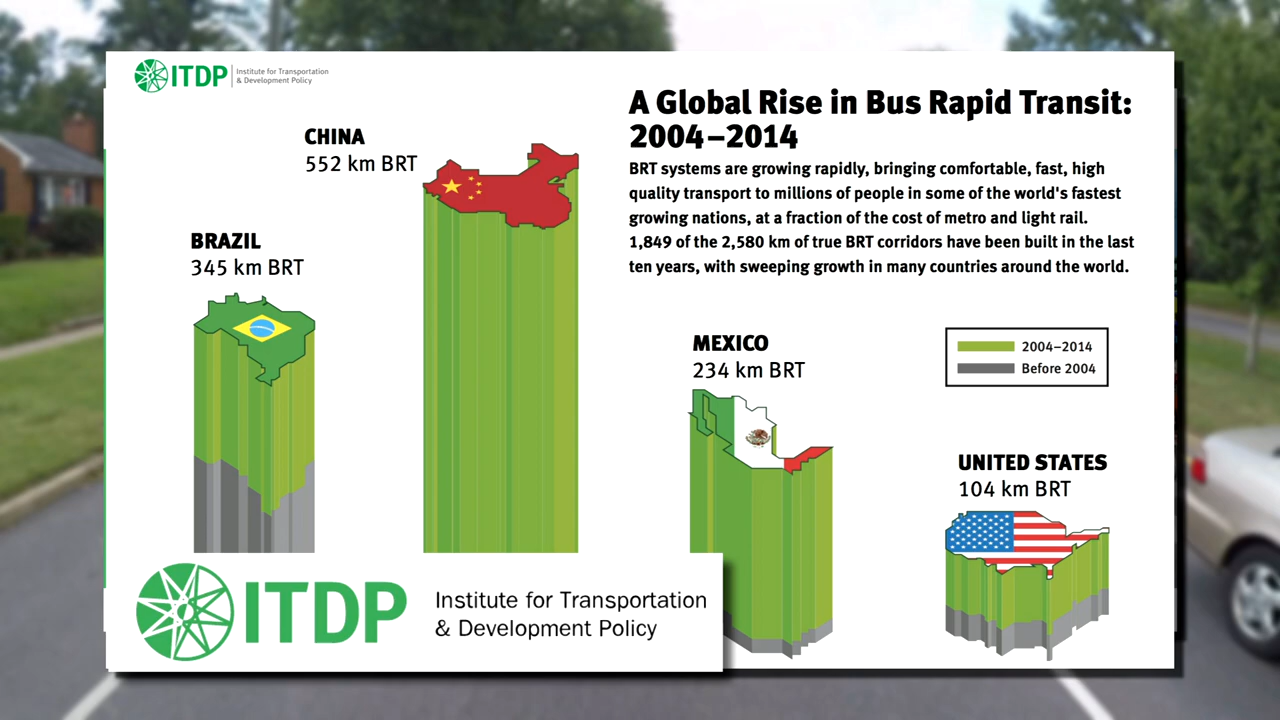 ITDP
Institute for Transportation
& Development Policy
A Global Rise in Bus Rapid Transit:
2004–2014
BRT systems are growing rapidly, bringing comfortable, fast, high
quality transport to millions of people in some of the world's fastest
growing nations, at a fraction of the cost of metro and light rail.
1,849 of the 2,580 km of true BRT corridors have been built in the last
ten years, with sweeping growth in many countries around the world.
CHINA
552 km BRT
BRAZIL
345 km BRT
MEXICO
234 km BRT
2004–2014
Before 2004
UNITED STATES
104 km BRT
ITDP
Institute for Transportation
& Development Policy